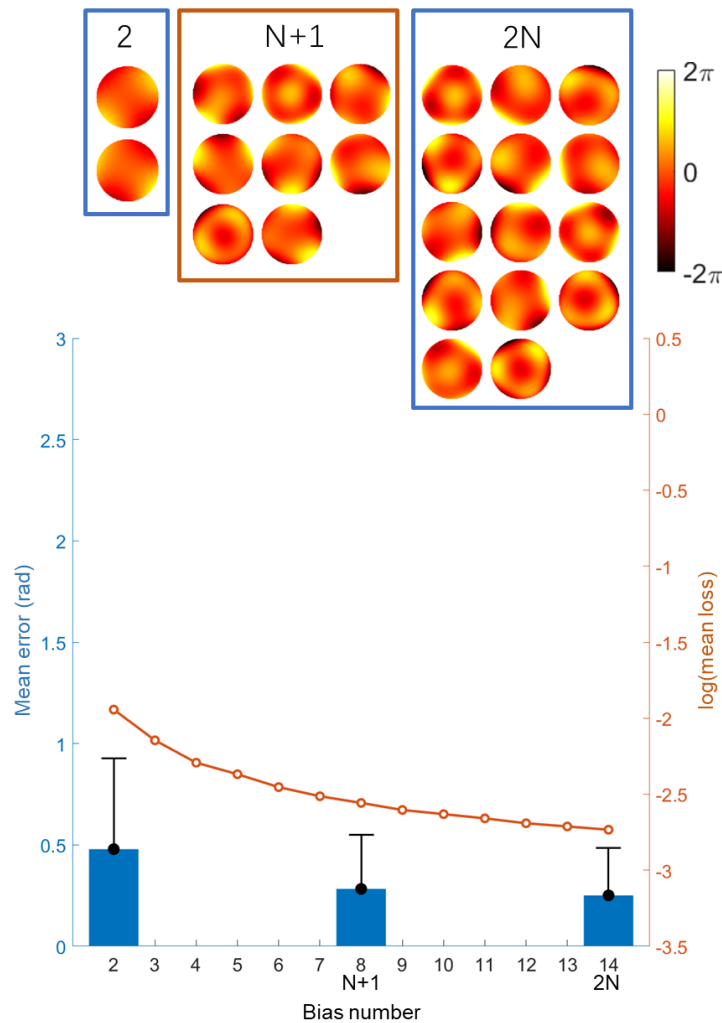 2 N+1 2N
2π
0
-2π
3 0.5
2.5 0
2 -0.5
1.5 -1
1 -1.5
0.5 -2
0 -2.5
-3
-3.5
Mean error (rad)
log(mean loss)
2 3 4 5 6 7 8 9 10 11 12 13 14
N+1 2N
Bias number